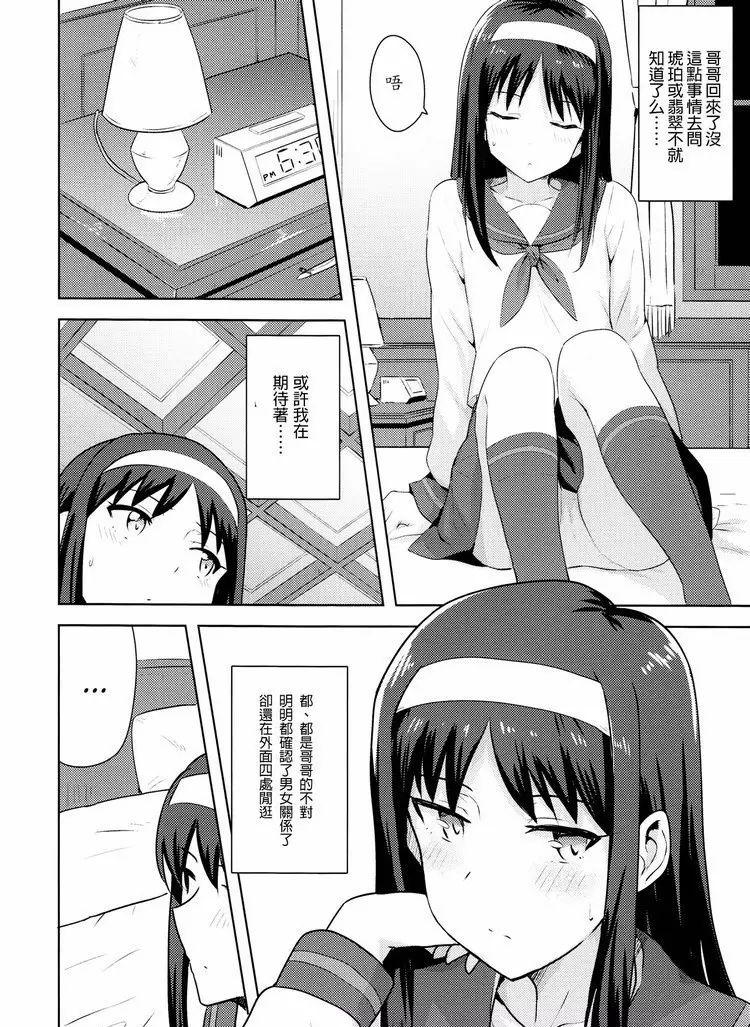 哥哥回來了沒
這點事情去問
琥珀或翡翠不就
知道了么……
唔
PM 6:30
或許我在
期待著……
都、都是哥哥的不對
明明都確認了男女關係了
卻還在外面四處閒逛
…